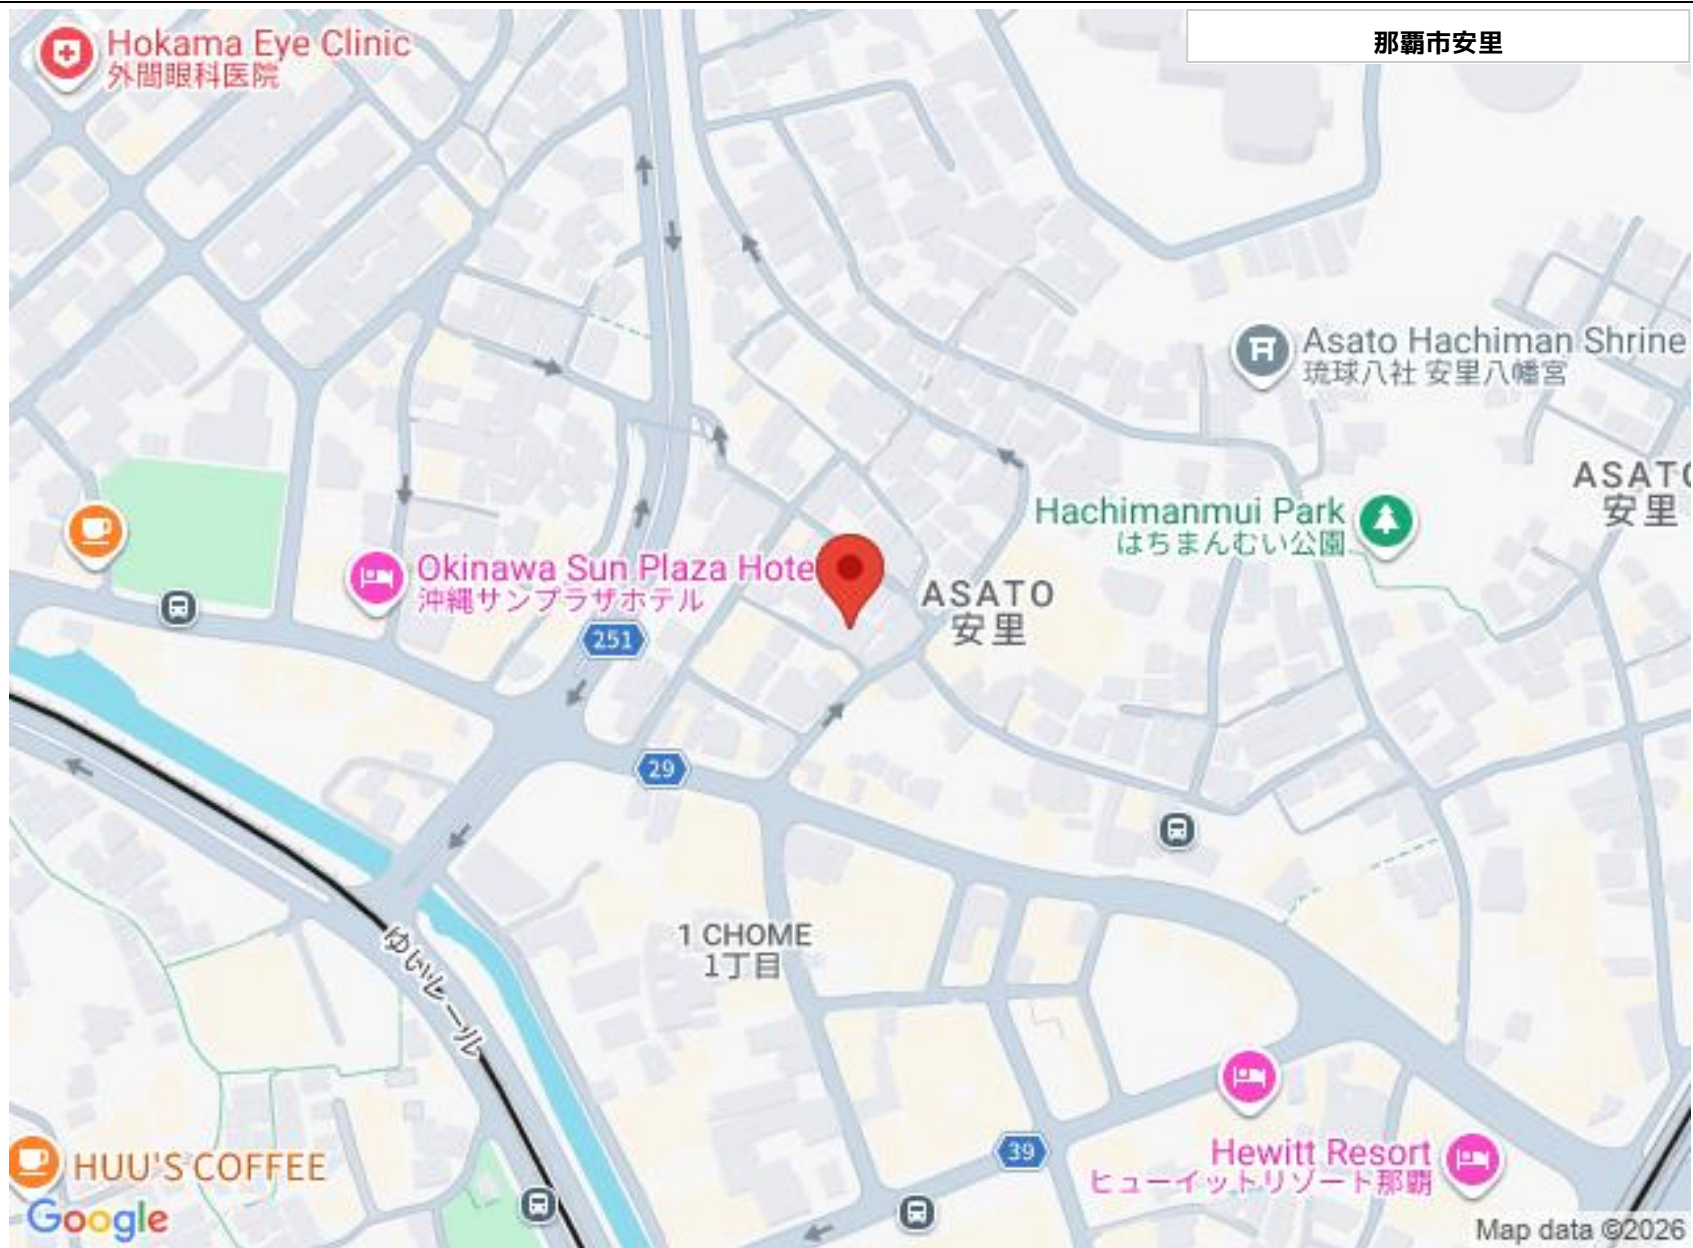 那覇市安里
Hokama Eye Clinic
外間眼科医院
Asato Hachiman Shrine
琉球八社 安里八幡宮
ASATO
安里
Hachimanmui Park
はちまんむい公園
Okinawa Sun Plaza Hote
沖縄サンプラザホテル
ASATO
安里
251
29
1 CHOME
1丁目
ゆいレール
39
Hewitt Resort
ヒューイットリゾート那覇
HUU'S COFFEE
Google
Map data ©2026